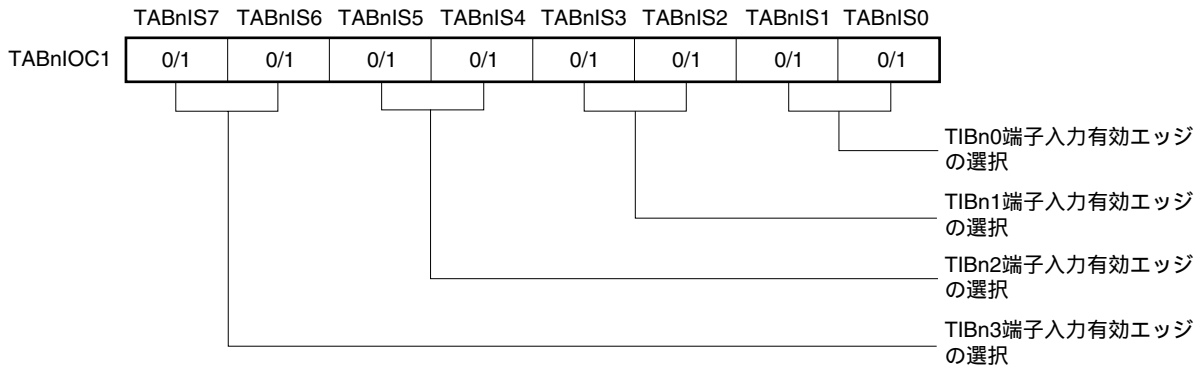 TABnIS7 TABnIS6 TABnIS5 TABnIS4 TABnIS3 TABnIS2 TABnIS1 TABnIS0
TABnIOC1 0/1 0/1 0/1 0/1 0/1 0/1 0/1 0/1
TIBn0端子入力有効エッジ
の選択
TIBn1端子入力有効エッジ
の選択
TIBn2端子入力有効エッジ
の選択
TIBn3端子入力有効エッジ
の選択